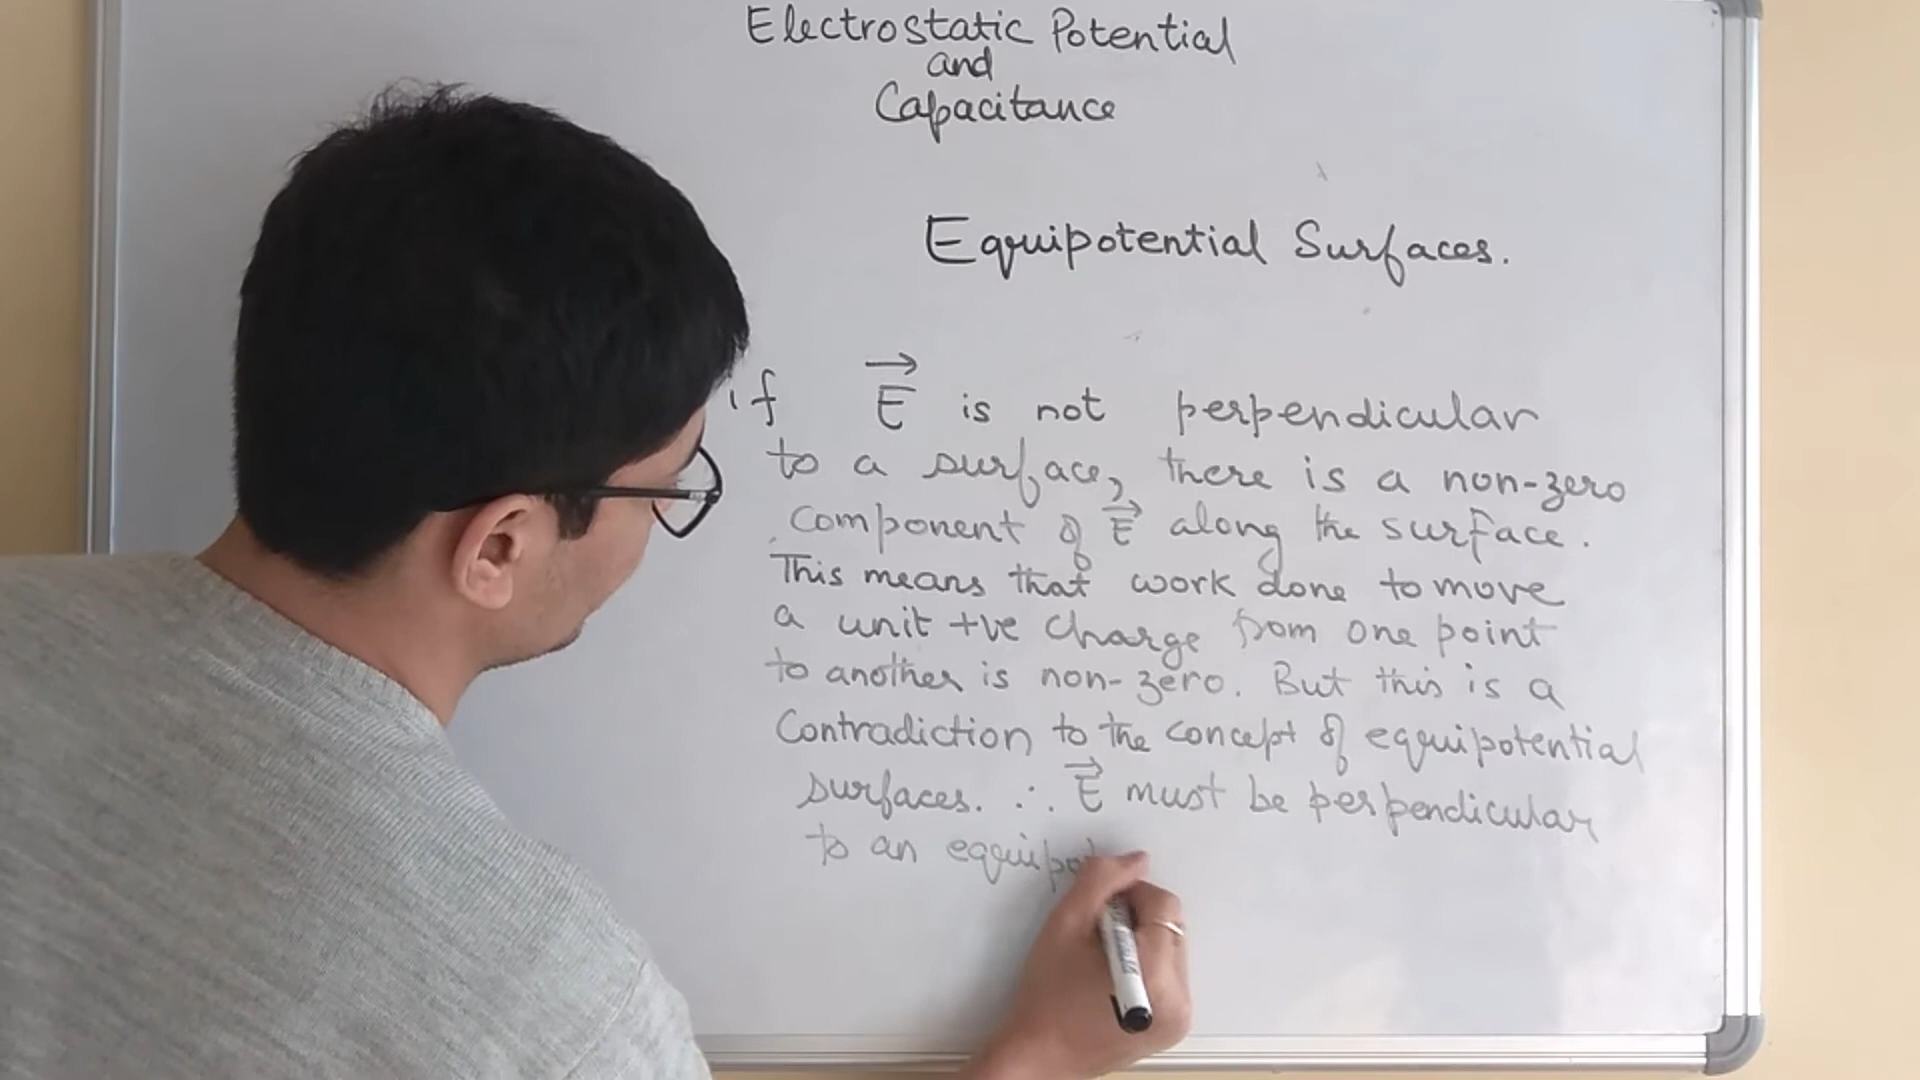 Electrostatic Potential
and
Capacitance
Equipotential Surfaces.
if E is not perpendicular
to a surface, there is a non-zero
component of E along the surface.
This means that work done to move
a unit +ve charge from one point
to another is non-zero. But this is a
contradiction to the concept of equipotential
surfaces. ∴ E must be perpendicular
to an equipot